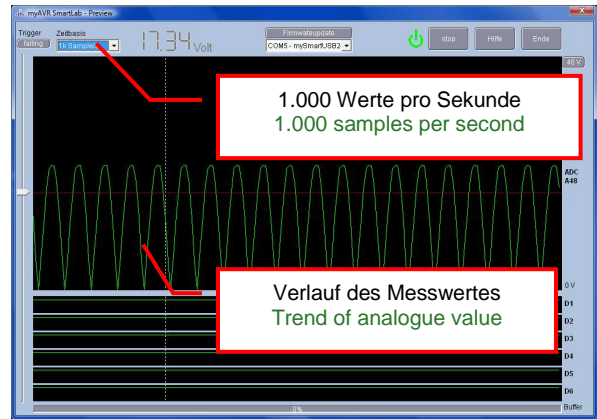 myAVR SmartLab - Preview
Trigger
Zeitbasis
Firmwareupdate
falling
1k Samples
17.34 Volt
COM5 - mySmartUSB2
stop
Hilfe
Ende
48 V
1.000 Werte pro Sekunde
1.000 samples per second
ADC
A48
Verlauf des Messwertes
Trend of analogue value
0 V
D1
D2
D3
D4
D5
D6
0%
Buffer